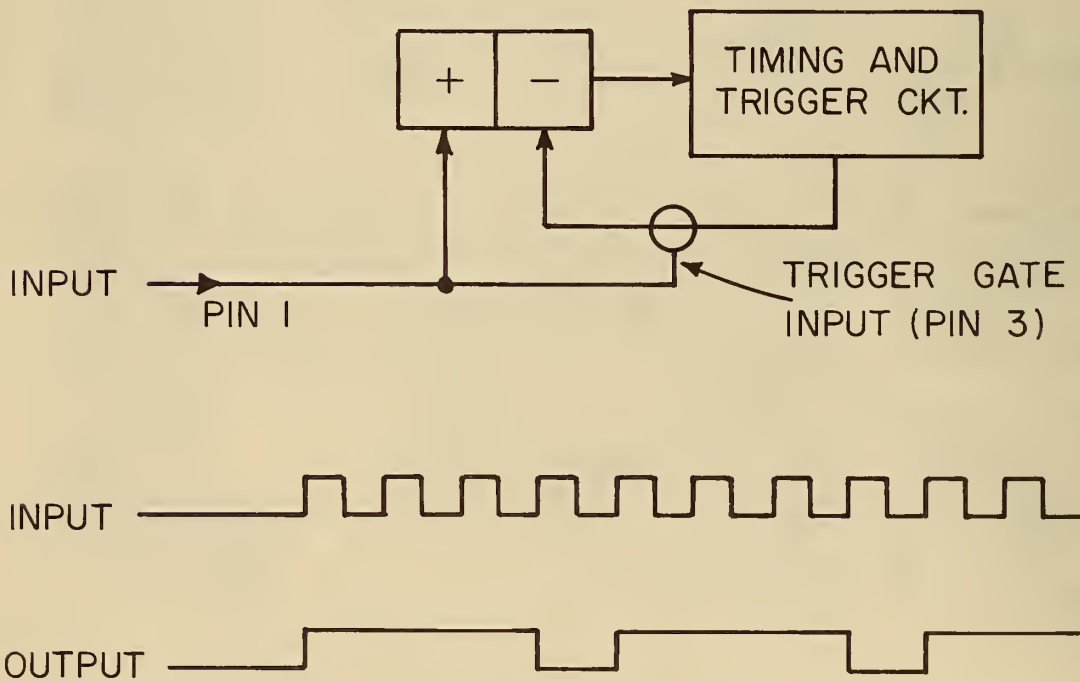 + −
TIMING AND
TRIGGER CKT.
INPUT
PIN 1
TRIGGER GATE
INPUT (PIN 3)
INPUT
OUTPUT